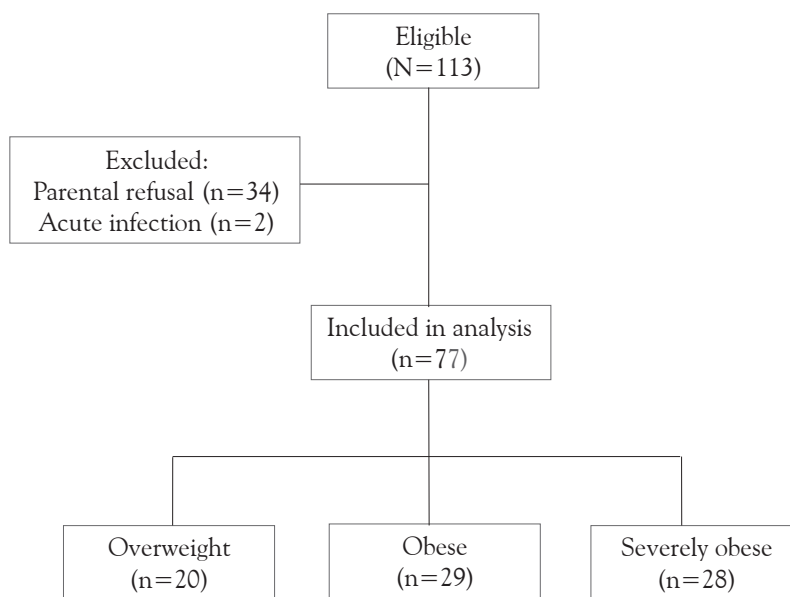 Eligible
(N=113)
Excluded:
Parental refusal (n=34)
Acute infection (n=2)
Included in analysis
(n=77)
Overweight
(n=20)
Obese
(n=29)
Severely obese
(n=28)